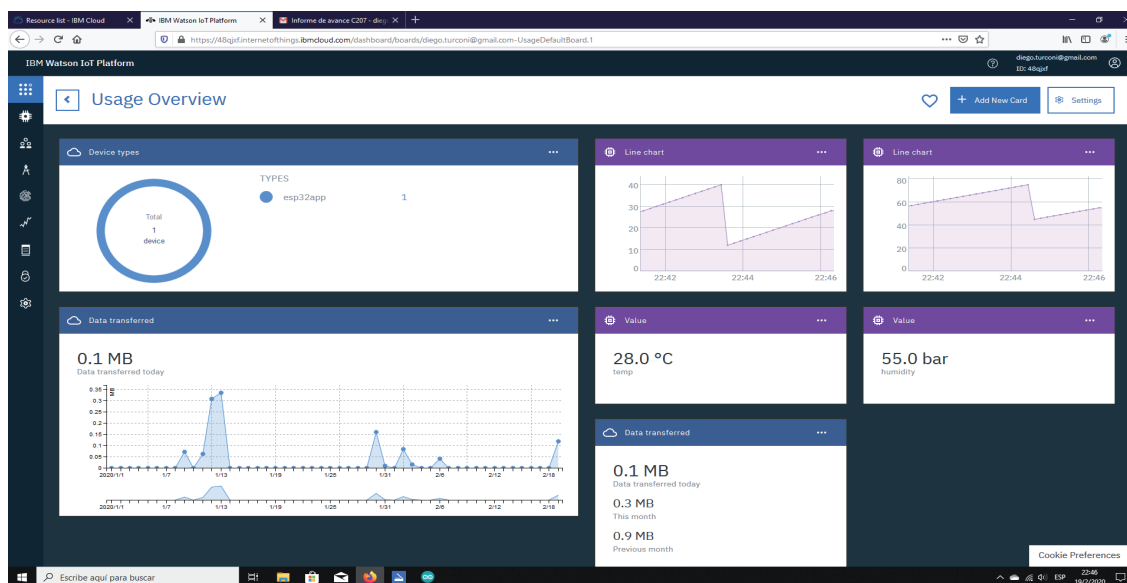 Resource list - IBM Cloud
IBM Watson IoT Platform
Informe de avance C207 - dieg
https://48qjxf.internetofthings.ibmcloud.com/dashboard/boards/diego.turconi@gmail.com-UsageDefaultBoard.1
IBM Watson IoT Platform
diego.turconi@gmail.com
ID: 48qjxf
Usage Overview
+ Add New Card
Settings
Device types
TYPES
esp32app 1
Total
1
device
Line chart
40
30
20
10
0
22:42 22:44 22:46
Line chart
80
60
40
20
0
22:42 22:44 22:46
Data transferred
0.1 MB
Data transferred today
MB
0.35
0.3
0.25
0.2
0.15
0.1
0.05
0
2020/1/1 1/7 1/13 1/19 1/25 1/31 2/6 2/12 2/18
2020/1/1 1/7 1/13 1/19 1/25 1/31 2/6 2/12 2/18
Value
28.0 °C
temp
Value
55.0 bar
humidity
Data transferred
0.1 MB
Data transferred today
0.3 MB
This month
0.9 MB
Previous month
Cookie Preferences
Escribe aquí para buscar
ESP
22:46
19/2/2020